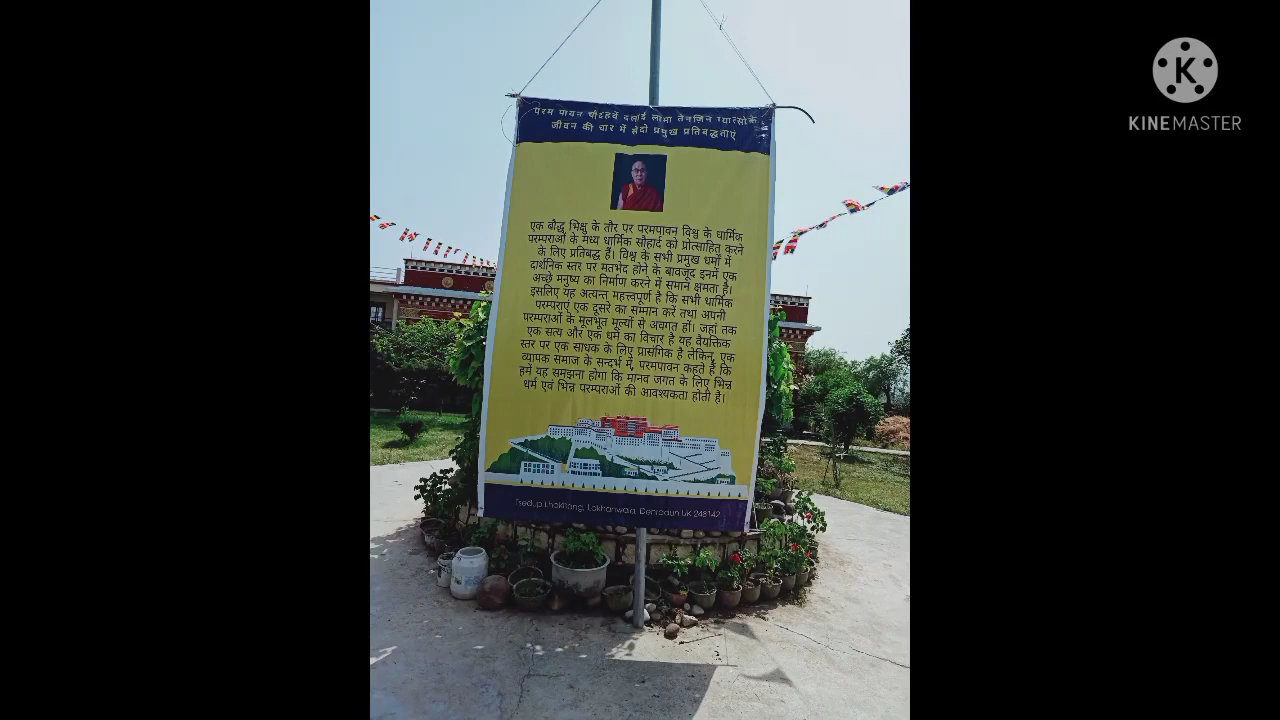 परम पावन चौदहवें दलाई लामा तेनजिन ग्यात्सो के
जीवन की चार में से दो प्रमुख प्रतिबद्धताएं
एक बौद्ध भिक्षु के तौर पर परमपावन विश्व के धार्मिक
परम्पराओं के मध्य धार्मिक सौहार्द को प्रोत्साहित करने
के लिए प्रतिबद्ध हैं। विश्व के सभी प्रमुख धर्मों में
दार्शनिक स्तर पर मतभेद होने के बावजूद इनमें एक
अच्छे मनुष्य का निर्माण करने में समान क्षमता है।
इसलिए यह अत्यन्त महत्त्वपूर्ण है कि सभी धार्मिक
परम्पराएं एक दूसरे का सम्मान करें तथा अपनी
परम्पराओं के मूलभूत मूल्यों से अवगत हों। जहां तक
एक सत्य और एक धर्म का विचार है यह वैयक्तिक
स्तर पर एक साधक के लिए प्रासंगिक है लेकिन, एक
व्यापक समाज के सन्दर्भ में, परमपावन कहते हैं कि
हमें यह समझना होगा कि मानव जगत के लिए भिन्न
धर्म एवं भिन्न परम्पराओं की आवश्यकता होती है।
Tsedup Lhakhang, Lakhanwala, Dehradun UK 248142
K
KINEMASTER